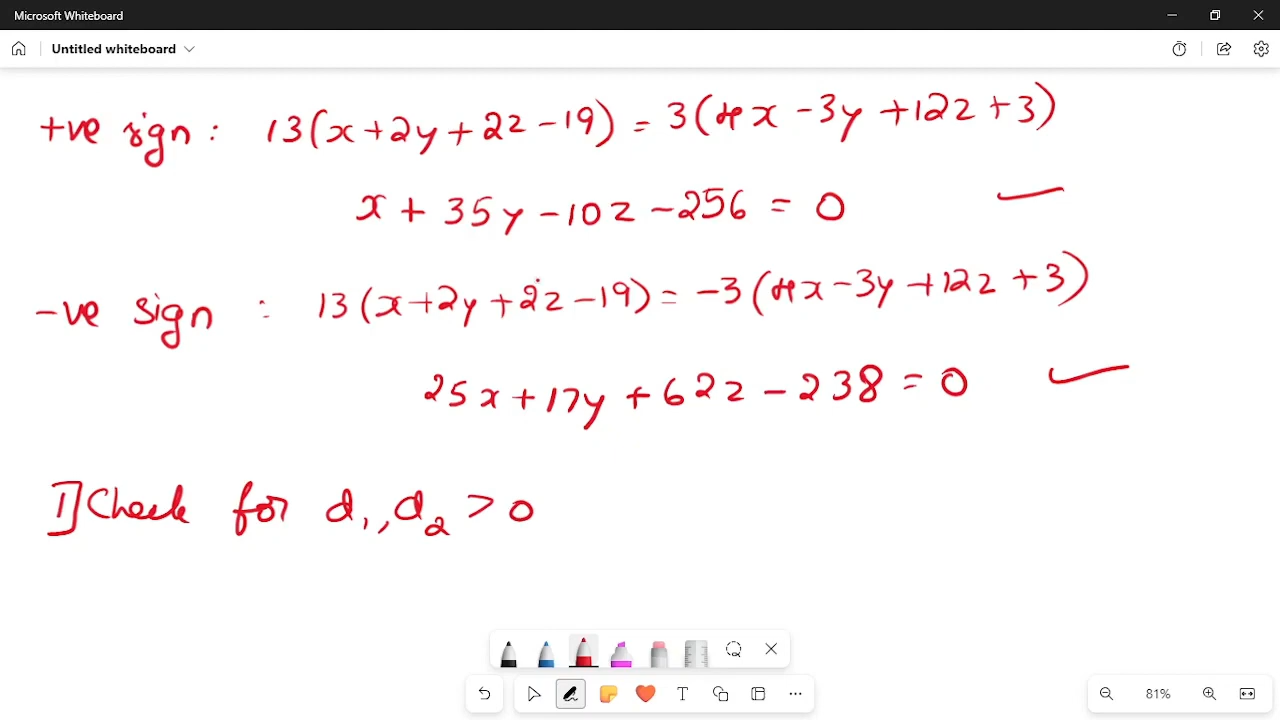 Microsoft Whiteboard
Untitled whiteboard
+ve sign : 13(x+2y+2z-19) = 3(4x-3y+12z+3)
x + 35y - 10z - 256 = 0
-ve sign : 13(x+2y+2z-19) = -3(4x-3y+12z+3)
25x + 17y + 62z - 238 = 0
1] Check for d₁, d₂ > 0
81%